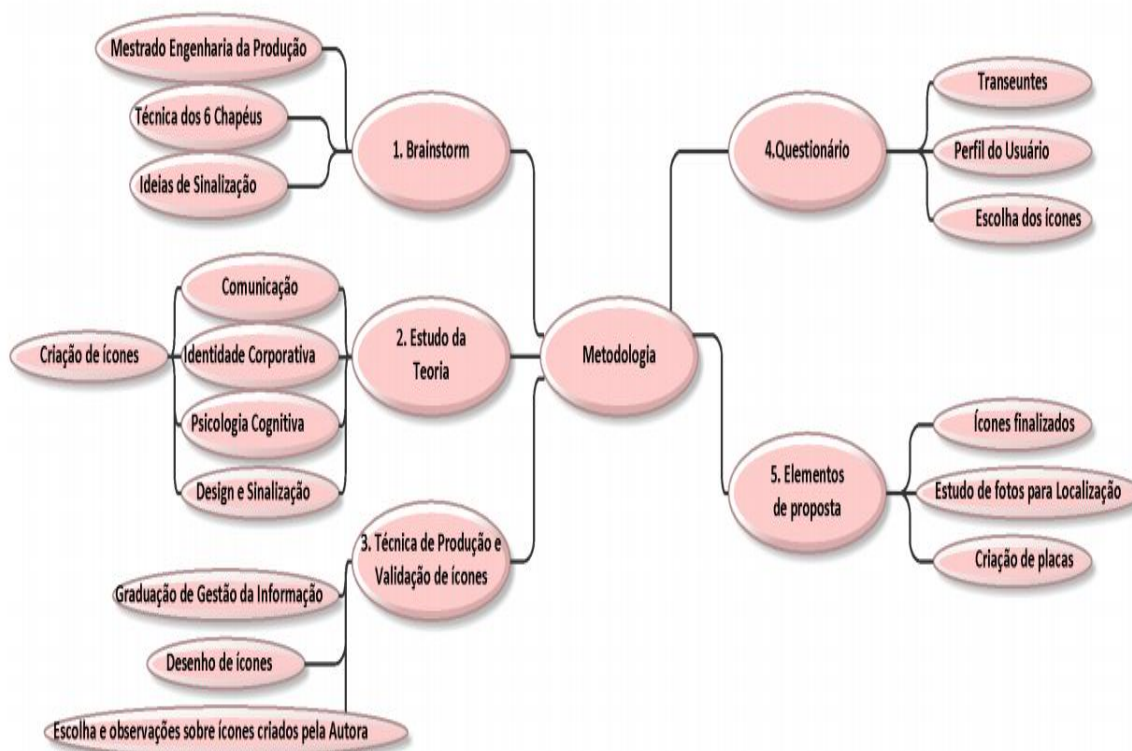 Mestrado Engenharia da Produção
Técnica dos 6 Chapéus
Ideias de Sinalização
1. Brainstorm
Comunicação
Identidade Corporativa
Psicologia Cognitiva
Design e Sinalização
Criação de ícones
2. Estudo da
Teoria
3. Técnica de Produção e
Validação de ícones
Graduação de Gestão da Informação
Desenho de ícones
Escolha e observações sobre ícones criados pela Autora
Metodologia
4.Questionário
Transeuntes
Perfil do Usuário
Escolha dos ícones
5. Elementos
de proposta
Ícones finalizados
Estudo de fotos para Localização
Criação de placas